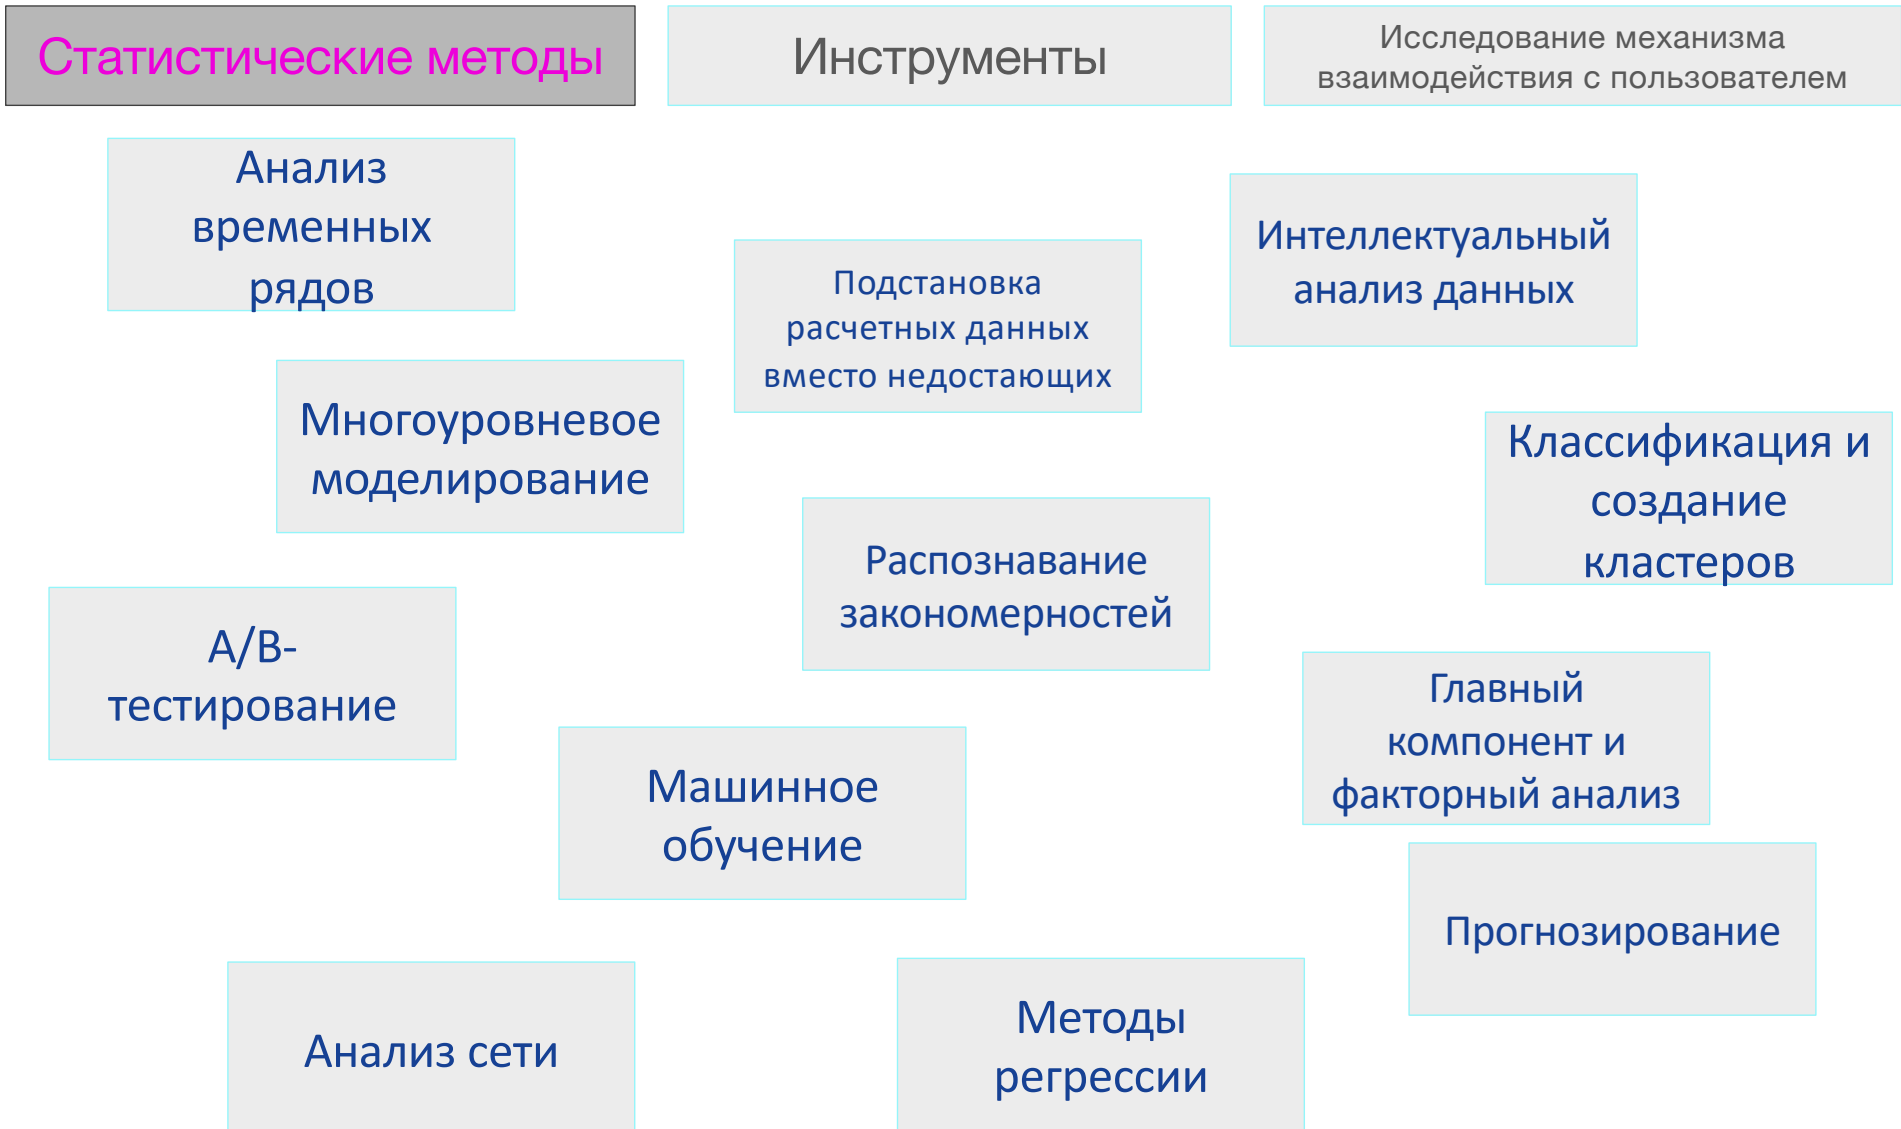 Статистические методы
Инструменты
Исследование механизма
взаимодействия с пользователем
Анализ
временных
рядов
Интеллектуальный
анализ данных
Подстановка
расчетных данных
вместо недостающих
Многоуровневое
моделирование
Классификация и
создание
кластеров
Распознавание
закономерностей
A/B-
тестирование
Главный
компонент и
факторный анализ
Машинное
обучение
Прогнозирование
Анализ сети
Методы
регрессии